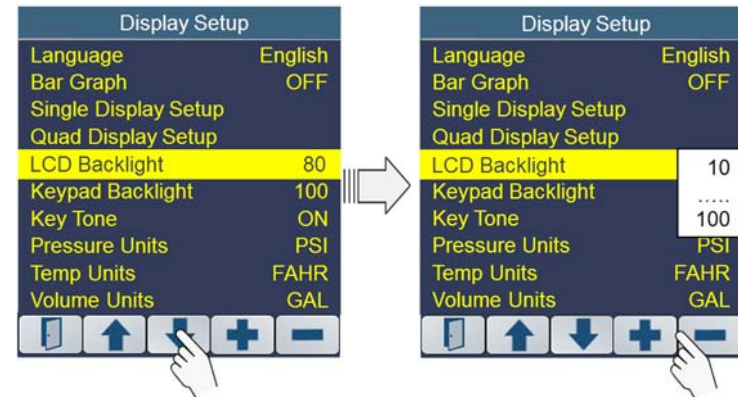 Display Setup
Language English
Bar Graph OFF
Single Display Setup
Quad Display Setup
LCD Backlight 80
Keypad Backlight 100
Key Tone ON
Pressure Units PSI
Temp Units FAHR
Volume Units GAL
Display Setup
Language English
Bar Graph OFF
Single Display Setup
Quad Display Setup
LCD Backlight 10
Keypad Backlight .....
Key Tone 100
Pressure Units PSI
Temp Units FAHR
Volume Units GAL